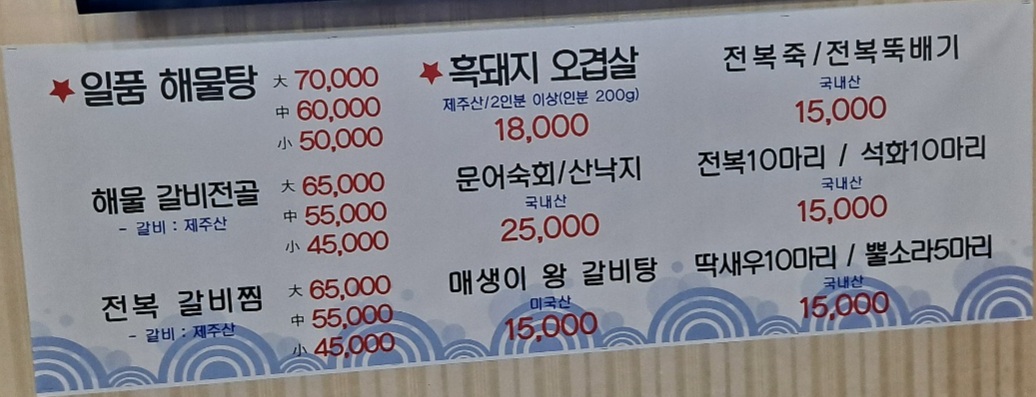 ★일품 해물탕
大 70,000
中 60,000
小 50,000
해물 갈비전골
- 갈비 : 제주산
大 65,000
中 55,000
小 45,000
전복 갈비찜
- 갈비 : 제주산
大 65,000
中 55,000
小 45,000
★흑돼지 오겹살
제주산/2인분 이상(인분 200g)
18,000
문어숙회/산낙지
국내산
25,000
매생이 왕 갈비탕
미국산
15,000
전복죽/전복뚝배기
국내산
15,000
전복10마리 / 석화10마리
국내산
15,000
딱새우10마리 / 뿔소라5마리
국내산
15,000